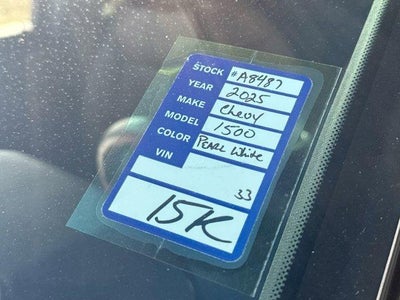 STOCK #A8487
YEAR 2025
MAKE Chevy
MODEL 1500
COLOR PEARL White
VIN
33
15K